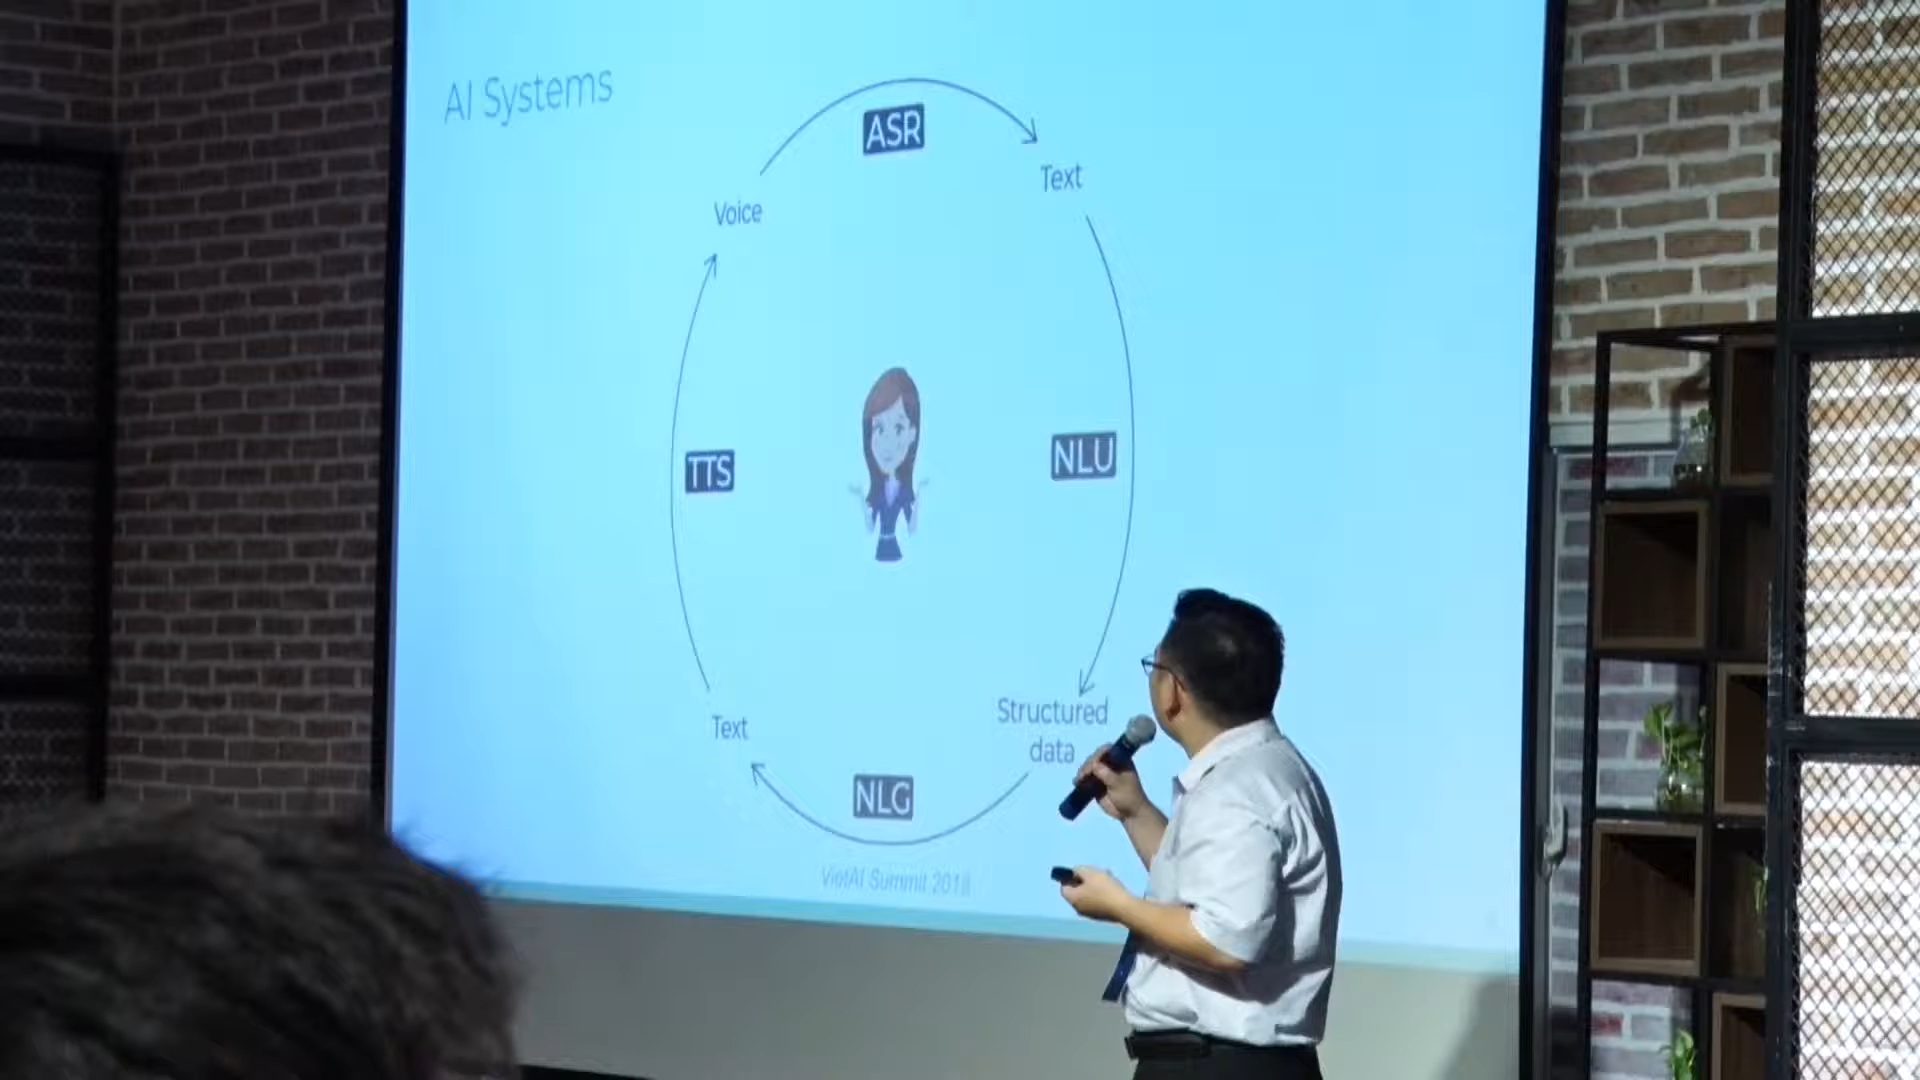 AI Systems
ASR
Text
Voice
NLU
TTS
Structured
data
Text
NLG
VietAI Summit 2018